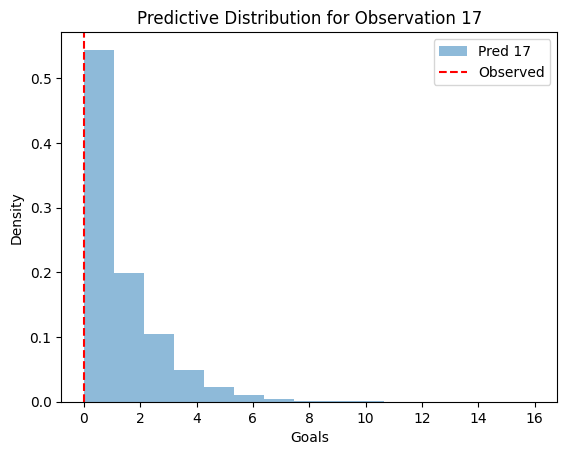 Predictive Distribution for Observation 17
Pred 17
Observed
Density
0.5
0.4
0.3
0.2
0.1
0.0
0 2 4 6 8 10 12 14 16
Goals